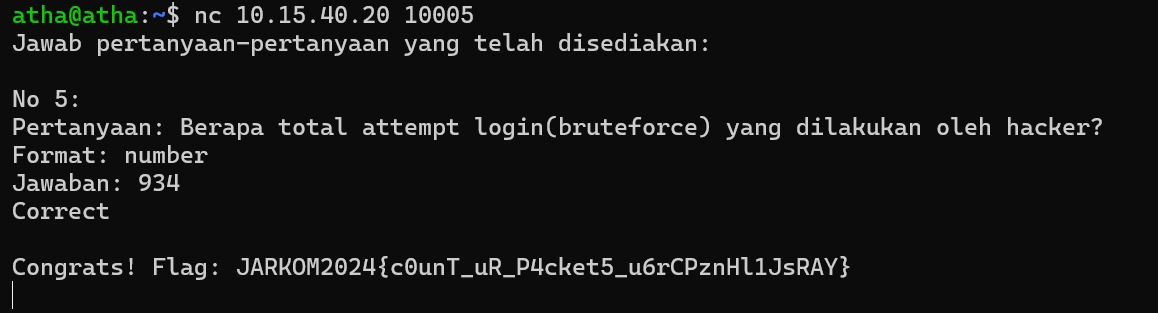 atha@atha:~$ nc 10.15.40.20 10005
Jawab pertanyaan-pertanyaan yang telah disediakan:
No 5:
Pertanyaan: Berapa total attempt login(bruteforce) yang dilakukan oleh hacker?
Format: number
Jawaban: 934
Correct
Congrats! Flag: JARKOM2024{c0unT_uR_P4cket5_u6rCPznHl1JsRAY}